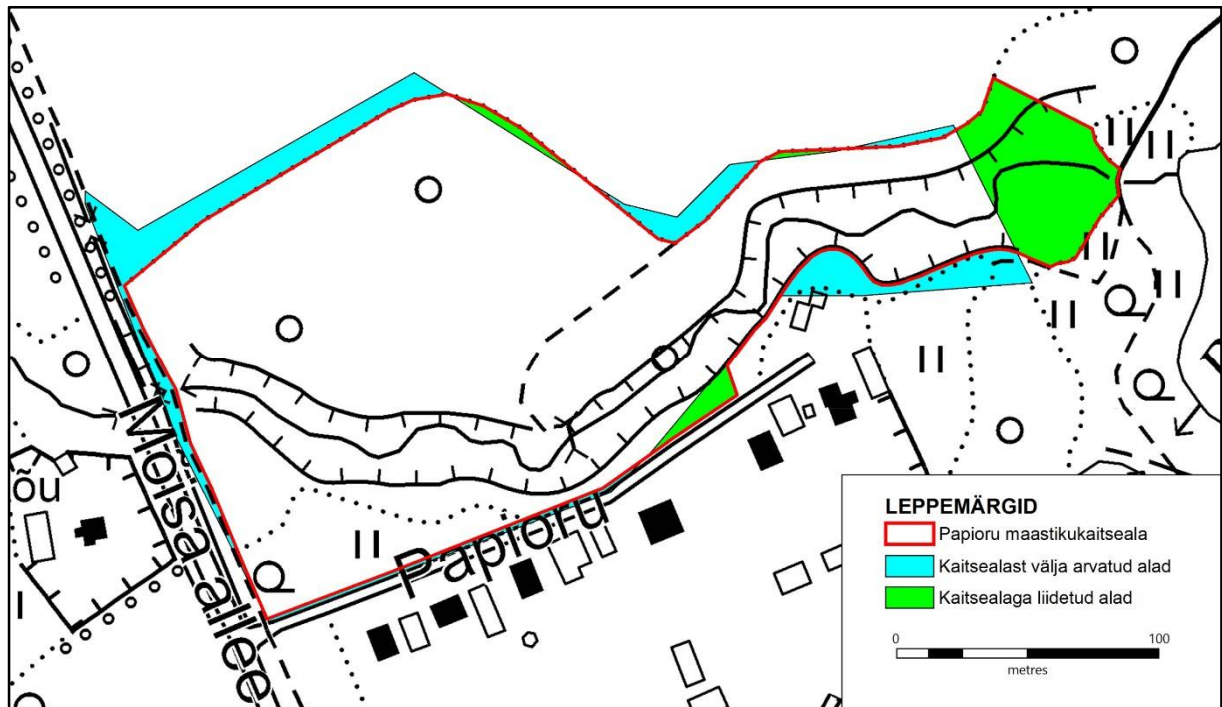 õu
Mõisa-allee
Papioru
LEPPEMÄRGID
Papioru maastikukaitseala
Kaitsealast välja arvatud alad
Kaitsealaga liidetud alad
0 100
metres